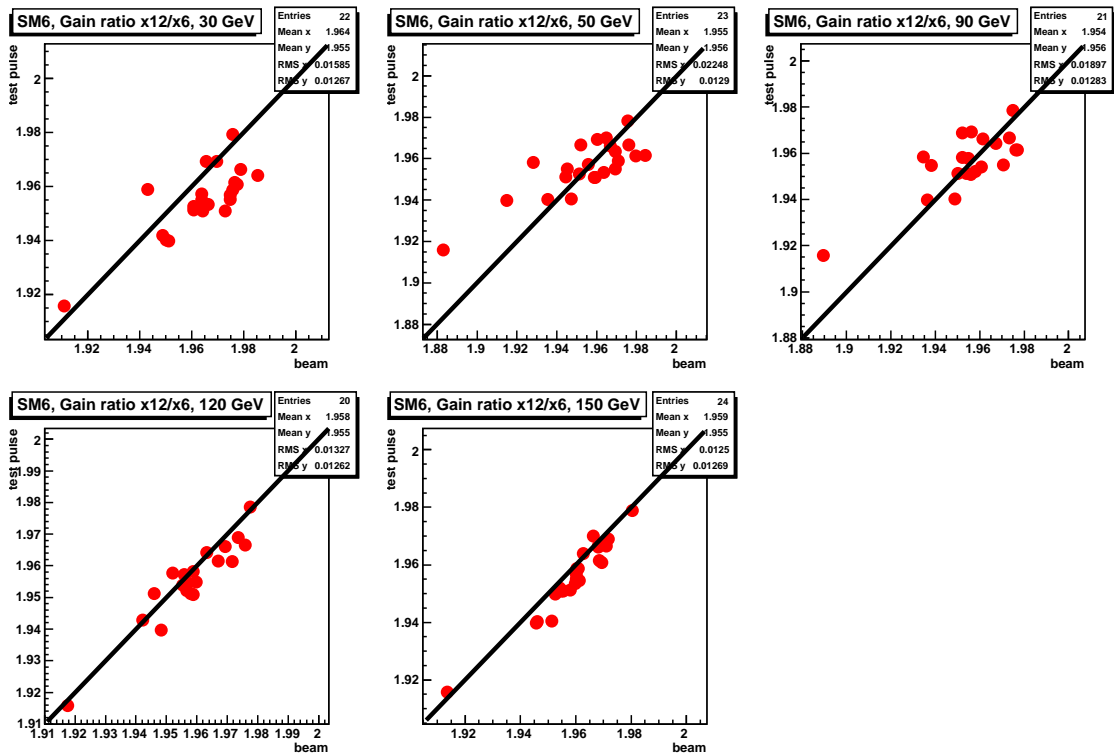 SM6, Gain ratio x12/x6, 30 GeV
Entries 22
Mean x 1.964
Mean y 1.955
RMS x 0.01585
RMS y 0.01267
test pulse
2
1.98
1.96
1.94
1.92
1.92 1.94 1.96 1.98 2
beam
SM6, Gain ratio x12/x6, 50 GeV
Entries 23
Mean x 1.955
Mean y 1.956
RMS x 0.02248
RMS y 0.0129
test pulse
2
1.98
1.96
1.94
1.92
1.9
1.88
1.88 1.9 1.92 1.94 1.96 1.98 2
beam
SM6, Gain ratio x12/x6, 90 GeV
Entries 21
Mean x 1.954
Mean y 1.956
RMS x 0.01897
RMS y 0.01283
test pulse
2
1.98
1.96
1.94
1.92
1.9
1.88
1.88 1.9 1.92 1.94 1.96 1.98 2
beam
SM6, Gain ratio x12/x6, 120 GeV
Entries 20
Mean x 1.958
Mean y 1.955
RMS x 0.01327
RMS y 0.01262
test pulse
2
1.99
1.98
1.97
1.96
1.95
1.94
1.93
1.92
1.91
1.91 1.92 1.93 1.94 1.95 1.96 1.97 1.98 1.99 2
beam
SM6, Gain ratio x12/x6, 150 GeV
Entries 24
Mean x 1.959
Mean y 1.955
RMS x 0.0125
RMS y 0.01269
test pulse
2
1.98
1.96
1.94
1.92
1.92 1.94 1.96 1.98 2
beam